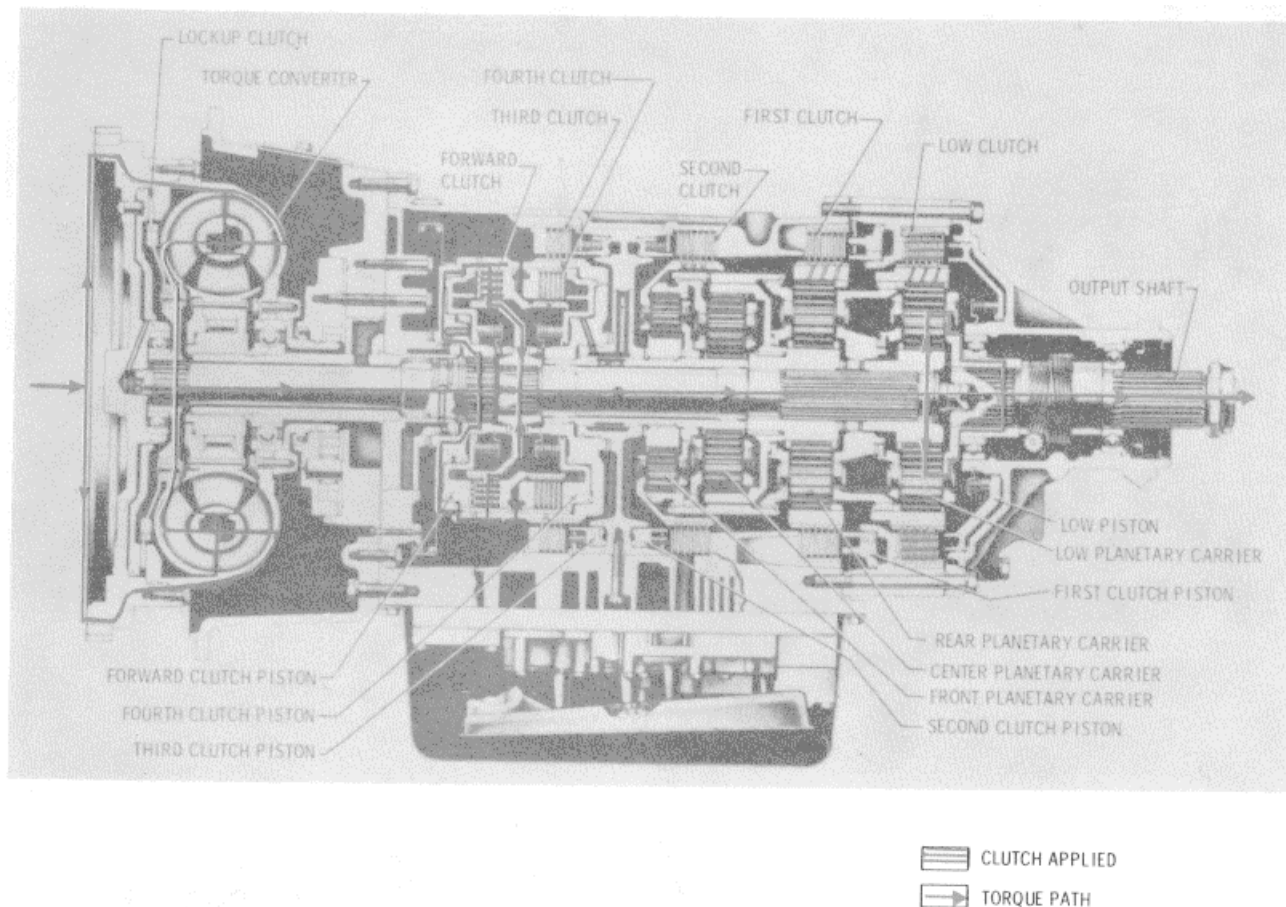 LOCKUP CLUTCH
TORQUE CONVERTER
FOURTH CLUTCH
THIRD CLUTCH
FORWARD
CLUTCH
FIRST CLUTCH
SECOND
CLUTCH
LOW CLUTCH
OUTPUT SHAFT
LOW PISTON
LOW PLANETARY CARRIER
FIRST CLUTCH PISTON
REAR PLANETARY CARRIER
CENTER PLANETARY CARRIER
FRONT PLANETARY CARRIER
SECOND CLUTCH PISTON
FORWARD CLUTCH PISTON
FOURTH CLUTCH PISTON
THIRD CLUTCH PISTON
CLUTCH APPLIED
TORQUE PATH